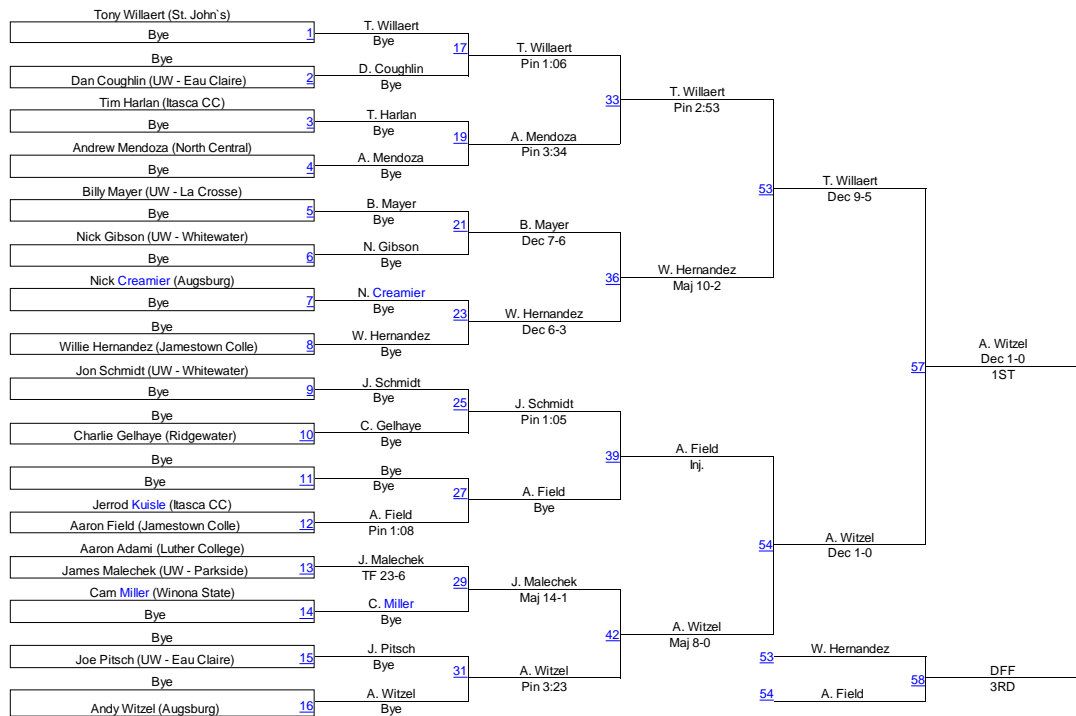 Tony Willaert (St. John`s)
Bye
1
Bye
Dan Coughlin (UW - Eau Claire)
2
Tim Harlan (Itasca CC)
Bye
3
Andrew Mendoza (North Central)
Bye
4
Billy Mayer (UW - La Crosse)
Bye
5
Nick Gibson (UW - Whitewater)
Bye
6
Nick Creamier (Augsburg)
Bye
7
Bye
Willie Hernandez (Jamestown Colle)
8
Jon Schmidt (UW - Whitewater)
Bye
9
Bye
Charlie Gelhaye (Ridgewater)
10
Bye
Bye
11
Jerrod Kuisle (Itasca CC)
Aaron Field (Jamestown Colle)
12
Aaron Adami (Luther College)
James Malechek (UW - Parkside)
13
Cam Miller (Winona State)
Bye
14
Bye
Joe Pitsch (UW - Eau Claire)
15
Bye
Andy Witzel (Augsburg)
16
T. Willaert
Bye
17
D. Coughlin
Bye
T. Harlan
Bye
19
A. Mendoza
Bye
B. Mayer
Bye
21
N. Gibson
Bye
N. Creamier
Bye
23
W. Hernandez
Bye
J. Schmidt
Bye
25
C. Gelhaye
Bye
Bye
Bye
27
A. Field
Pin 1:08
J. Malechek
TF 23-6
29
C. Miller
Bye
J. Pitsch
Bye
31
A. Witzel
Bye
T. Willaert
Pin 1:06
33
A. Mendoza
Pin 3:34
B. Mayer
Dec 7-6
36
W. Hernandez
Dec 6-3
J. Schmidt
Pin 1:05
39
A. Field
Bye
J. Malechek
Maj 14-1
42
A. Witzel
Pin 3:23
T. Willaert
Pin 2:53
53
W. Hernandez
Maj 10-2
A. Field
Inj.
54
A. Witzel
Maj 8-0
T. Willaert
Dec 9-5
57
A. Witzel
Dec 1-0
A. Witzel
Dec 1-0
1ST
53
W. Hernandez
58
54
A. Field
DFF
3RD